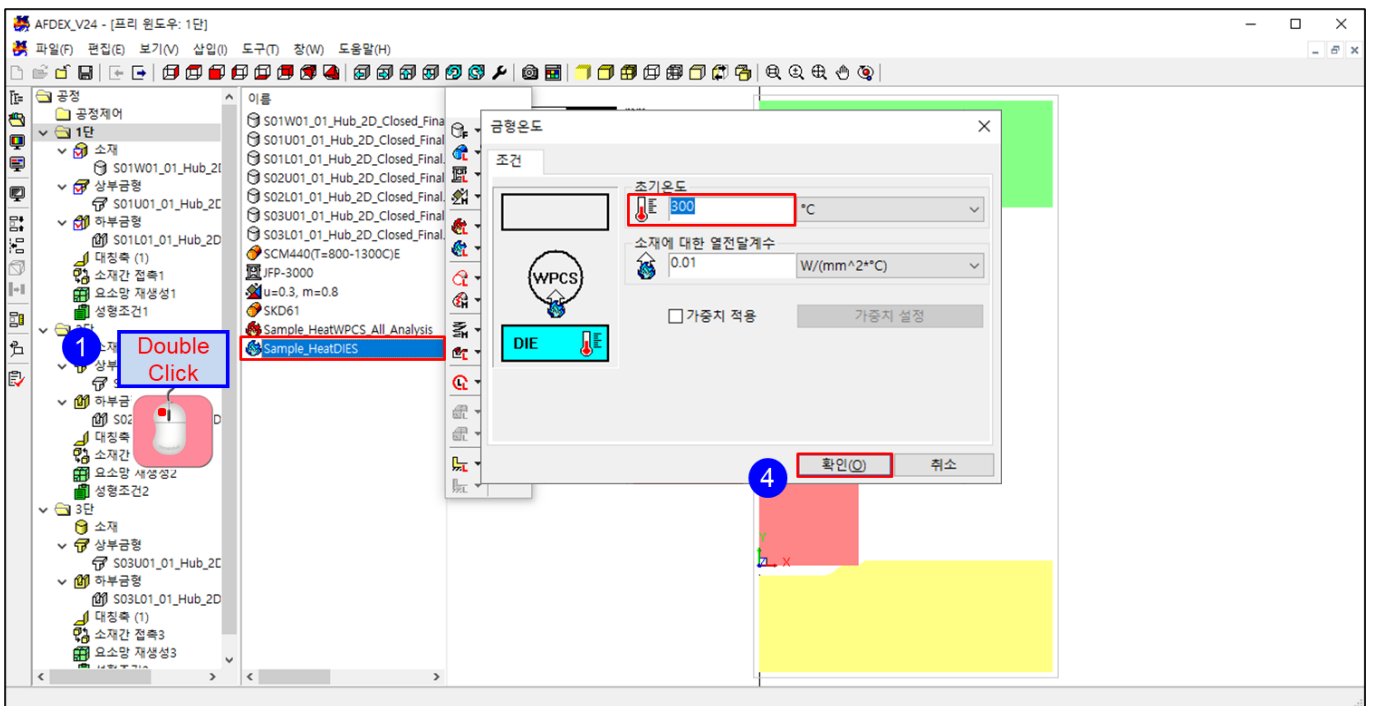 AFDEX_V24 - [프리 윈도우: 1단]
파일(F) 편집(E) 보기(V) 삽입(I) 도구(T) 창(W) 도움말(H)
공정
공정제어
1단
소재
S01W01_01_Hub_2D
상부금형
S01U01_01_Hub_2D
하부금형
S01L01_01_Hub_2D
대칭축 (1)
소재간 접촉1
요소망 재생성1
성형조건1
2단
소재
상부
하부금
S02
대칭축
소재간
요소망 재생성2
성형조건2
3단
소재
상부금형
S03U01_01_Hub_2D
하부금형
S03L01_01_Hub_2D
대칭축 (1)
소재간 접촉3
요소망 재생성3
1
Double
Click
이름
S01W01_01_Hub_2D_Closed_Fina
S01U01_01_Hub_2D_Closed_Final
S01L01_01_Hub_2D_Closed_Final.
S02U01_01_Hub_2D_Closed_Final
S02L01_01_Hub_2D_Closed_Final.
S03U01_01_Hub_2D_Closed_Final
S03L01_01_Hub_2D_Closed_Final.
SCM440(T=800-1300C)E
JFP-3000
u=0.3, m=0.8
SKD61
Sample_HeatWPCS_All_Analysis
Sample_HeatDIES
금형온도
조건
WPCS
DIE
초기온도
300 °C
소재에 대한 열전달계수
0.01 W/(mm^2*°C)
가중치 적용 가중치 설정
4
확인(O) 취소
Y
X